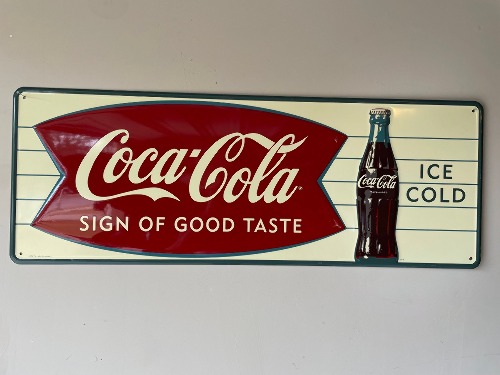 Coca-Cola
SIGN OF GOOD TASTE
Coca-Cola
ICE
COLD